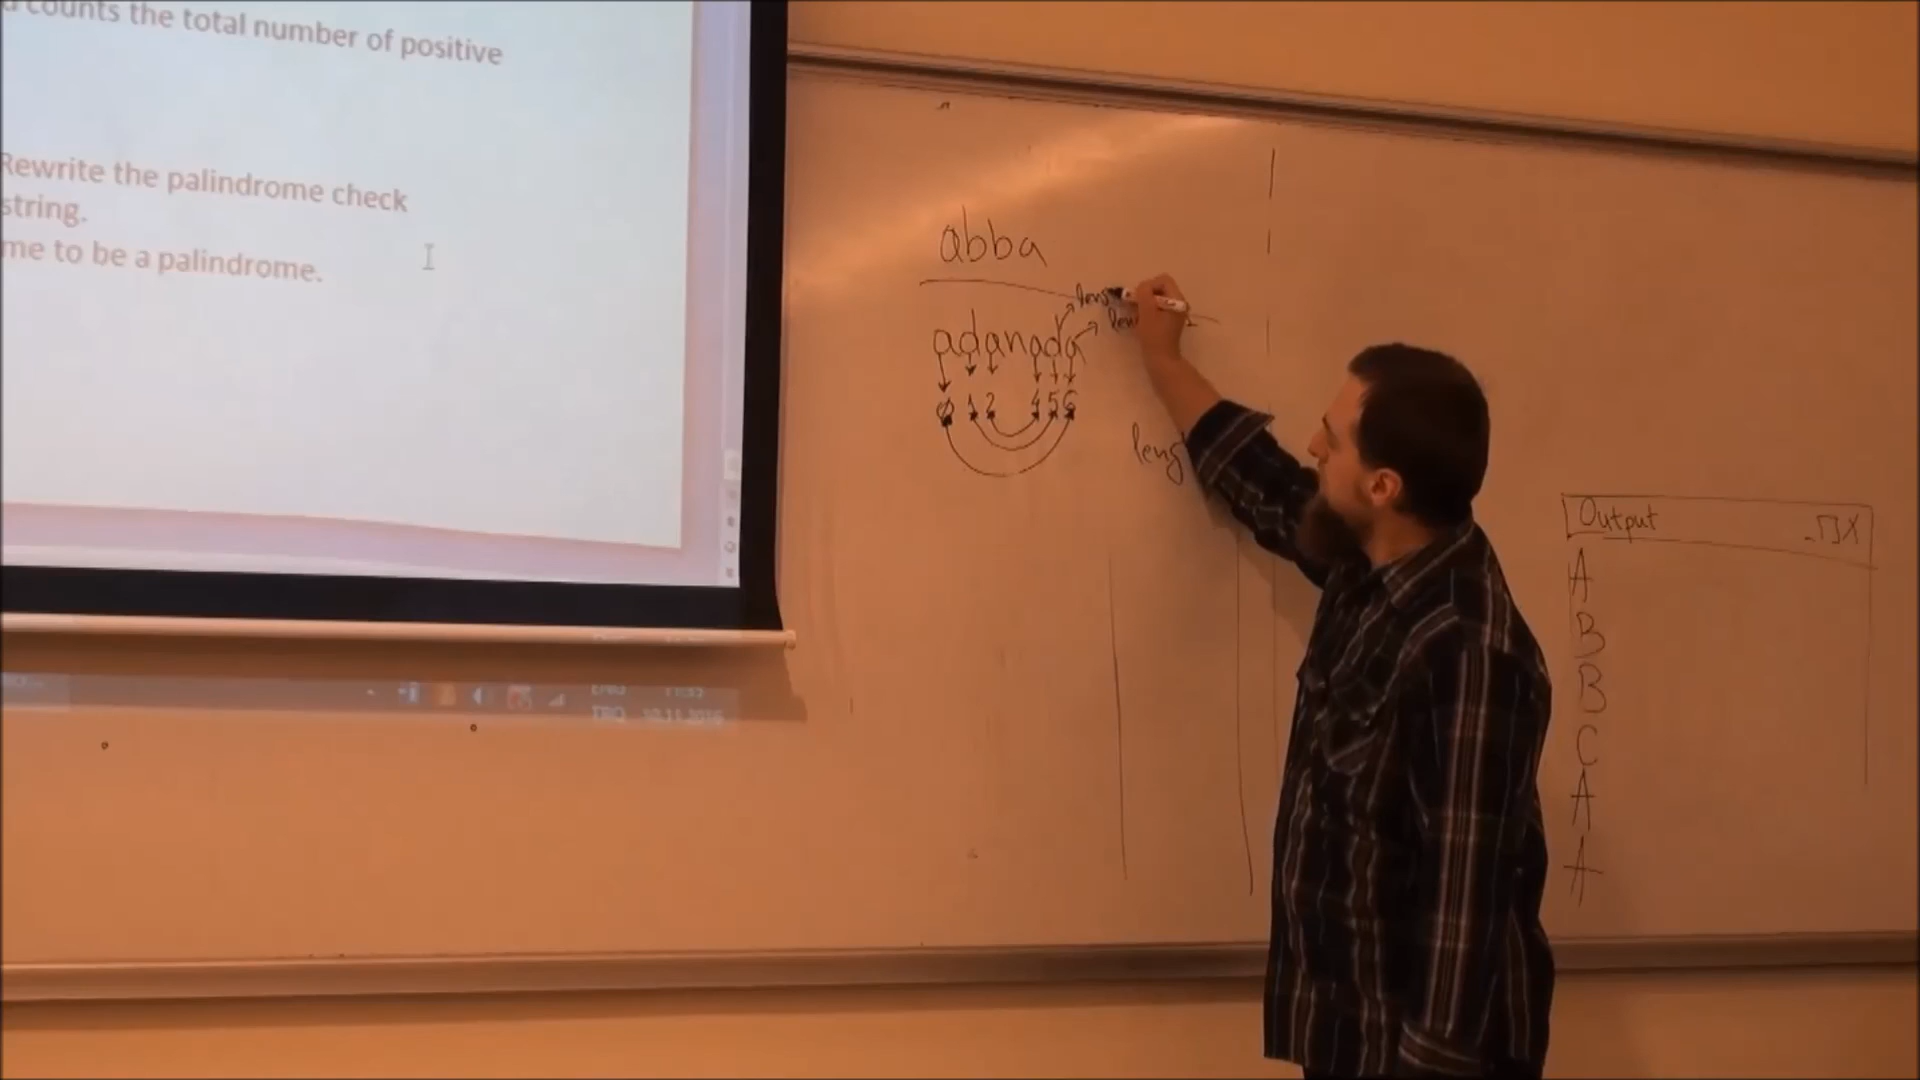 counts the total number of positive
Rewrite the palindrome check
string.
me to be a palindrome.
abba
adanada
0 1 2 4 5 6
leng
Output
A
B
B
C
A
A